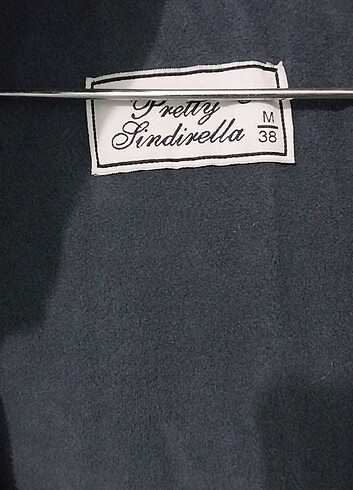 Pretty
Sindirella
M
38